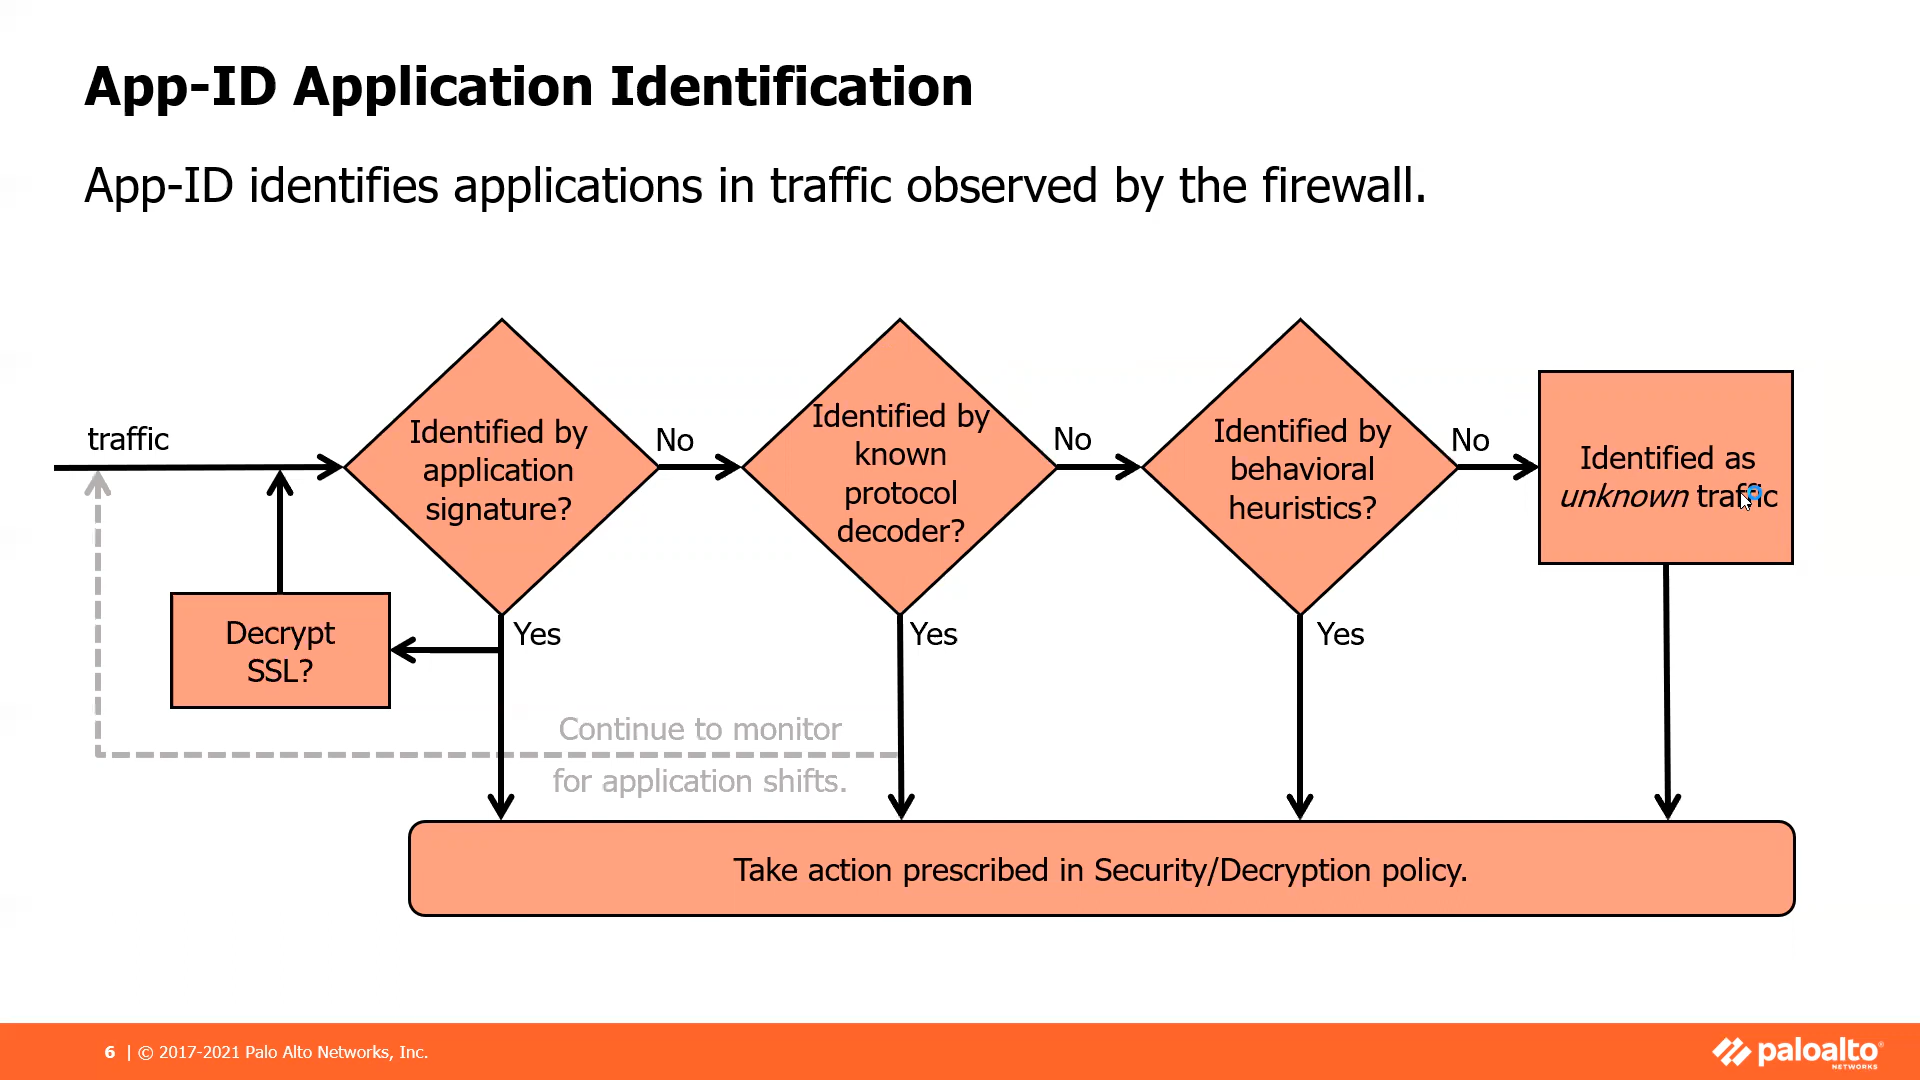 App-ID Application Identification
App-ID identifies applications in traffic observed by the firewall.
traffic
Identified by
application
signature?
No
Identified by
known
protocol
decoder?
No
Identified by
behavioral
heuristics?
No
Identified as
unknown traffic
Decrypt
SSL?
Yes
Yes
Yes
Continue to monitor
for application shifts.
Take action prescribed in Security/Decryption policy.
6 | © 2017-2021 Palo Alto Networks, Inc.
paloalto®
NETWORKS